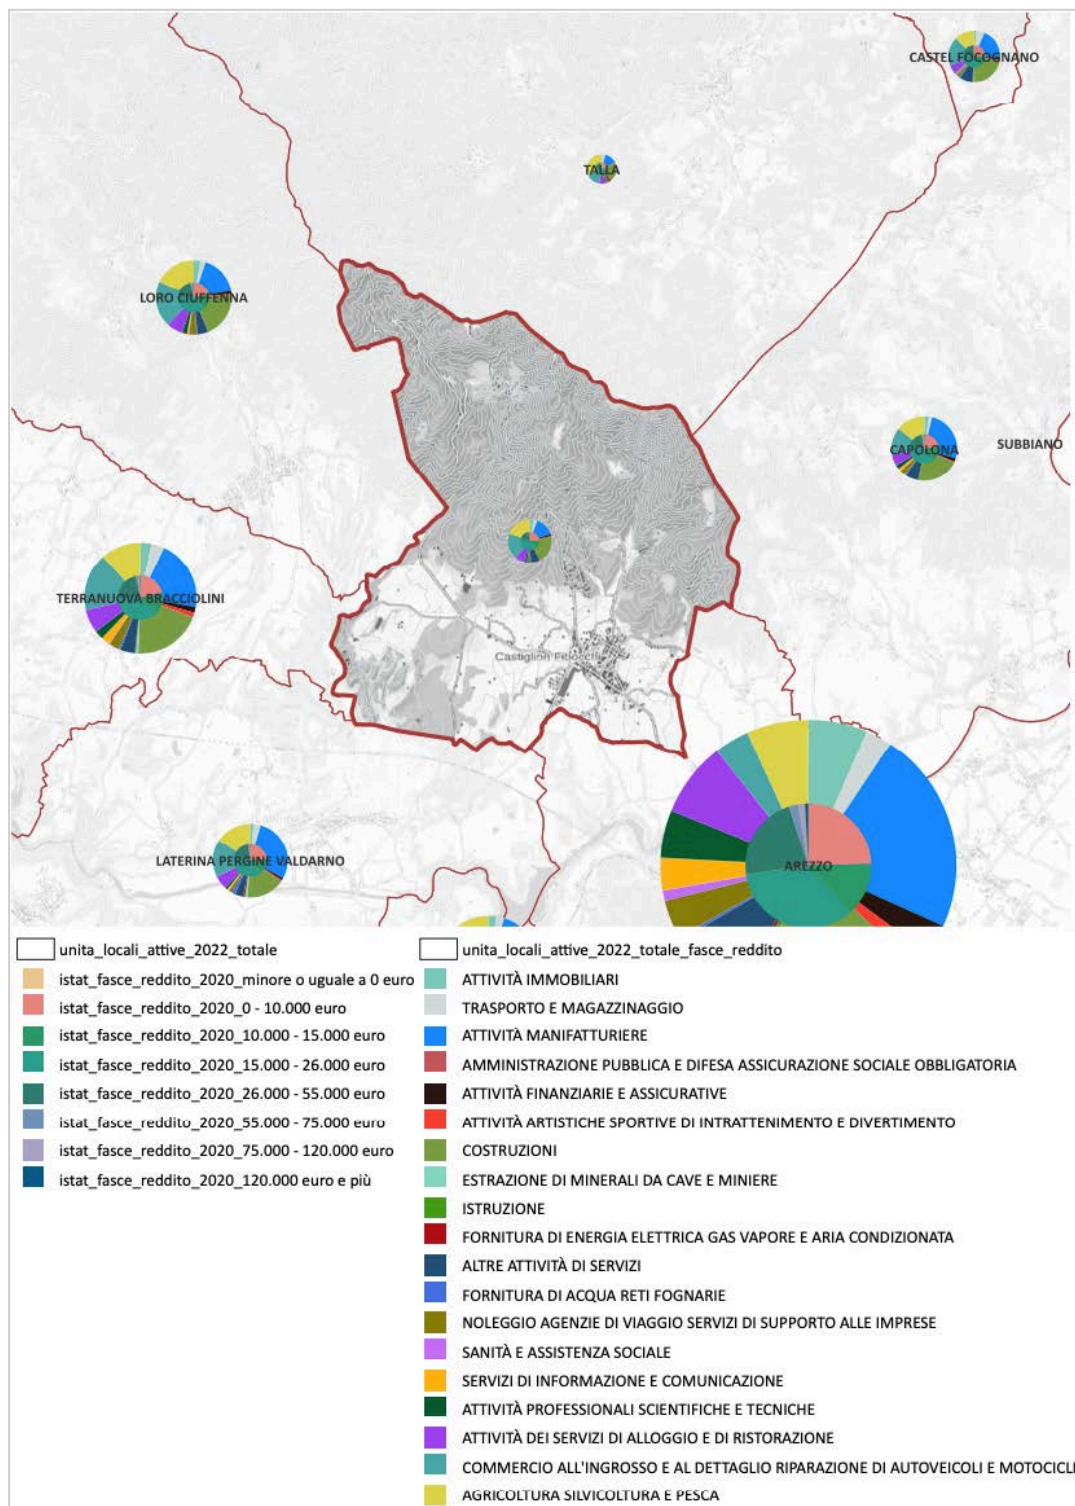 CASTEL FOCOGNANO
TALLA
LORO CIUFFENNA
CAPOLONA
SUBBIANO
TERRANUOVA BRACCIOLINI
Castiglion Fibocchi
LATERINA PERGINE VALDARNO
AREZZO
unita_locali_attive_2022_totale
istat_fasce_reddito_2020_minore o uguale a 0 euro
istat_fasce_reddito_2020_0 - 10.000 euro
istat_fasce_reddito_2020_10.000 - 15.000 euro
istat_fasce_reddito_2020_15.000 - 26.000 euro
istat_fasce_reddito_2020_26.000 - 55.000 euro
istat_fasce_reddito_2020_55.000 - 75.000 euro
istat_fasce_reddito_2020_75.000 - 120.000 euro
istat_fasce_reddito_2020_120.000 euro e più
unita_locali_attive_2022_totale_fasce_reddito
ATTIVITÀ IMMOBILIARI
TRASPORTO E MAGAZZINAGGIO
ATTIVITÀ MANIFATTURIERE
AMMINISTRAZIONE PUBBLICA E DIFESA ASSICURAZIONE SOCIALE OBBLIGATORIA
ATTIVITÀ FINANZIARIE E ASSICURATIVE
ATTIVITÀ ARTISTICHE SPORTIVE DI INTRATTENIMENTO E DIVERTIMENTO
COSTRUZIONI
ESTRAZIONE DI MINERALI DA CAVE E MINIERE
ISTRUZIONE
FORNITURA DI ENERGIA ELETTRICA GAS VAPORE E ARIA CONDIZIONATA
ALTRE ATTIVITÀ DI SERVIZI
FORNITURA DI ACQUA RETI FOGNARIE
NOLEGGIO AGENZIE DI VIAGGIO SERVIZI DI SUPPORTO ALLE IMPRESE
SANITÀ E ASSISTENZA SOCIALE
SERVIZI DI INFORMAZIONE E COMUNICAZIONE
ATTIVITÀ PROFESSIONALI SCIENTIFICHE E TECNICHE
ATTIVITÀ DEI SERVIZI DI ALLOGGIO E DI RISTORAZIONE
COMMERCIO ALL'INGROSSO E AL DETTAGLIO RIPARAZIONE DI AUTOVEICOLI E MOTOCICLI
AGRICOLTURA SILVICOLTURA E PESCA